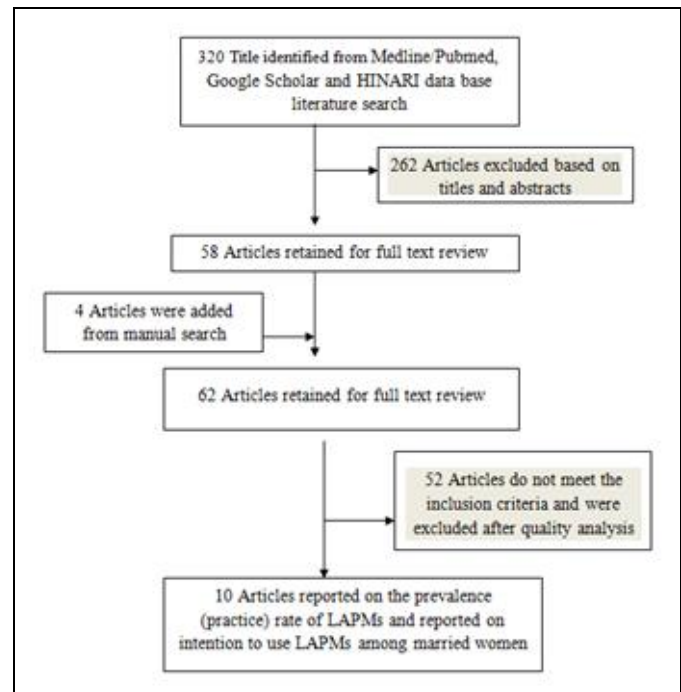 320 Title identified from Medline/Pubmed,
Google Scholar and HINARI data base
literature search
262 Articles excluded based on
titles and abstracts
58 Articles retained for full text review
4 Articles were added
from manual search
62 Articles retained for full text review
52 Articles do not meet the
inclusion criteria and were
excluded after quality analysis
10 Articles reported on the prevalence
(practice) rate of LAPMs and reported on
intention to use LAPMs among married women